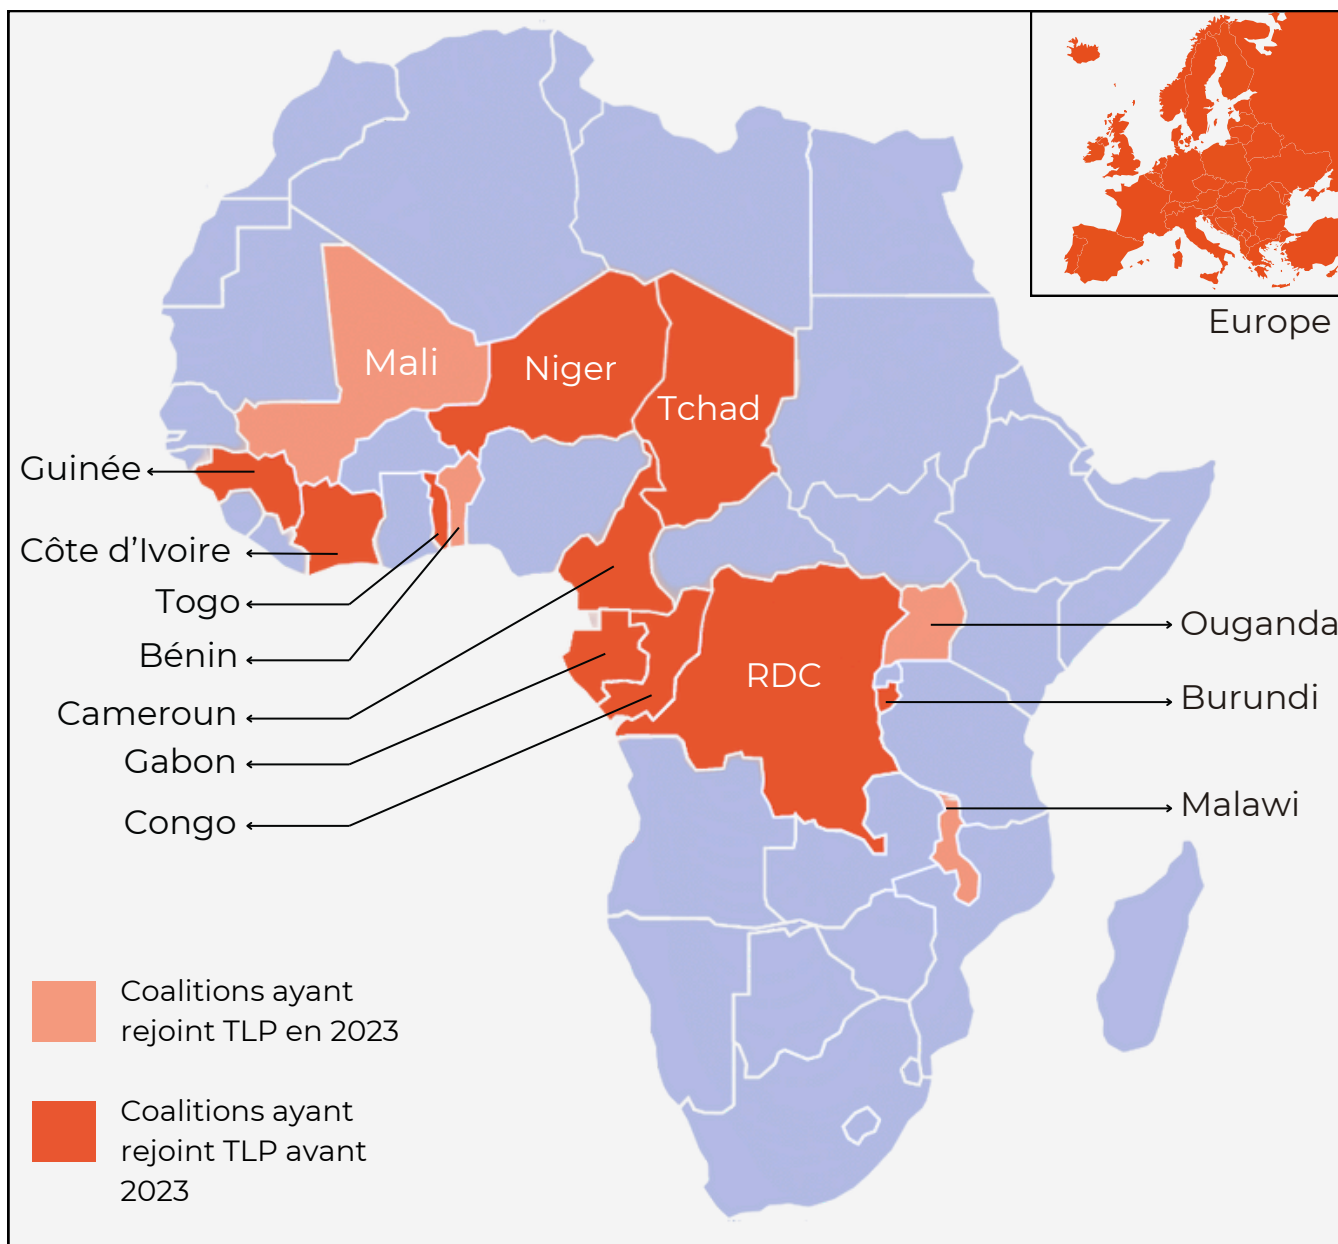 Europe
Mali
Niger
Tchad
Guinée
Côte d’Ivoire
Togo
Bénin
Cameroun
Gabon
Congo
RDC
Ouganda
Burundi
Malawi
Coalitions ayant
rejoint TLP en 2023
Coalitions ayant
rejoint TLP avant
2023